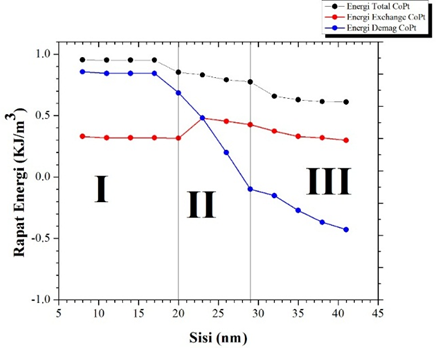 Energi Total CoPt
Energi Exchange CoPt
Energi Demag CoPt
1.0
0.5
0.0
-0.5
-1.0
Rapat Energi (KJ/m³)
I
II
III
5 10 15 20 25 30 35 40 45
Sisi (nm)